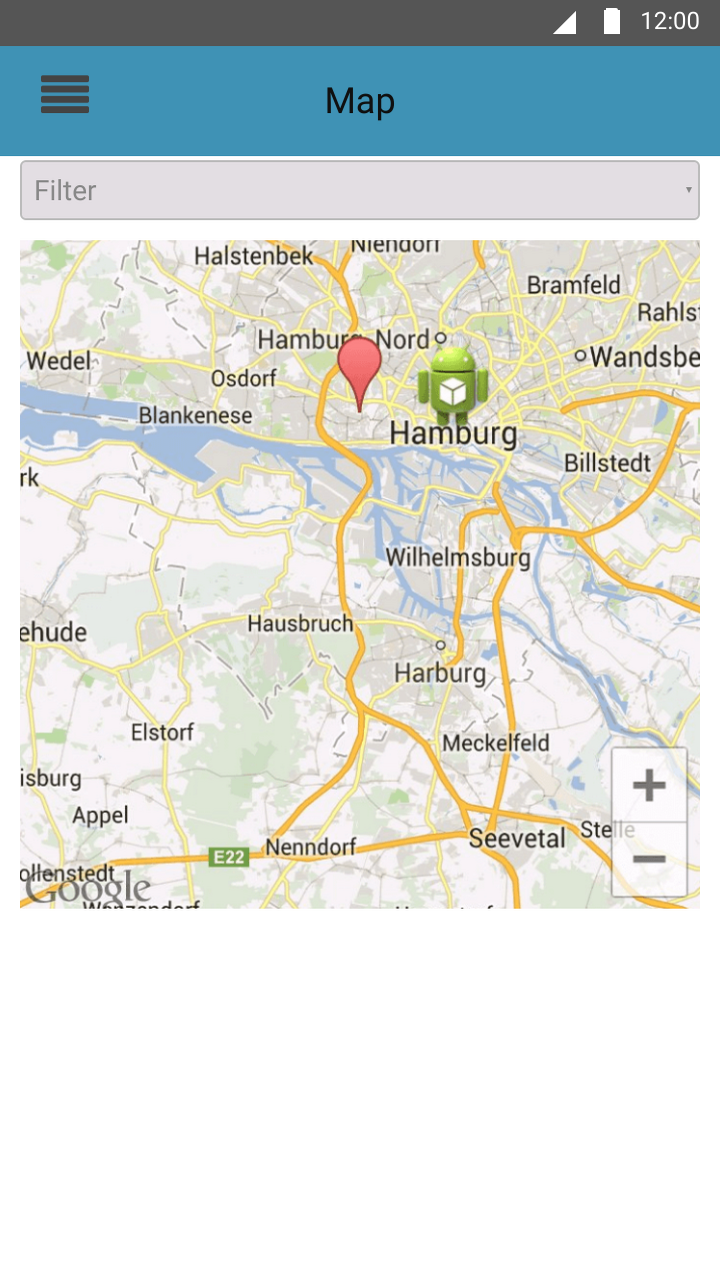 12:00
Map
Filter
Niendorf
Halstenbek
Bramfeld
Rahlst
Hamburg-Nord
Wandsbe
Wedel
Osdorf
Blankenese
Hamburg
Billstedt
rk
Wilhelmsburg
Hausbruch
ehude
Harburg
Elstorf
Meckelfeld
isburg
+
Appel
Stelle
Seevetal
Nenndorf
E22
−
ollenstedt
Google